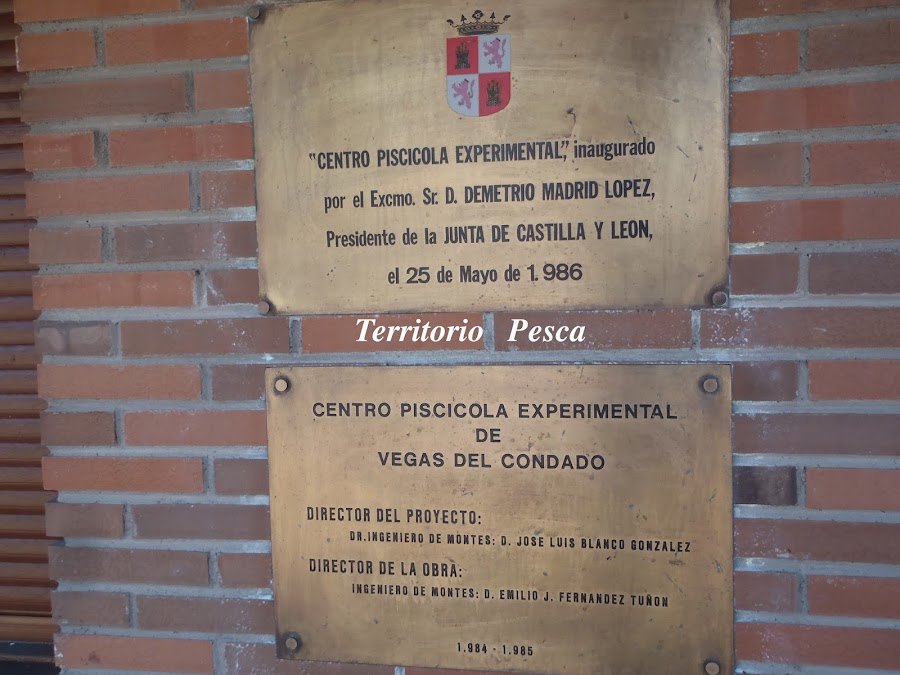 "CENTRO PISCICOLA EXPERIMENTAL", inaugurado
por el Excmo. Sr. D. DEMETRIO MADRID LOPEZ,
Presidente de la JUNTA DE CASTILLA Y LEON,
el 25 de Mayo de 1.986
Territorio Pesca
CENTRO PISCICOLA EXPERIMENTAL
DE
VEGAS DEL CONDADO
DIRECTOR DEL PROYECTO:
DR.INGENIERO DE MONTES: D. JOSE LUIS BLANCO GONZALEZ
DIRECTOR DE LA OBRA:
INGENIERO DE MONTES: D. EMILIO J. FERNANDEZ TUÑON
1.984 - 1.985